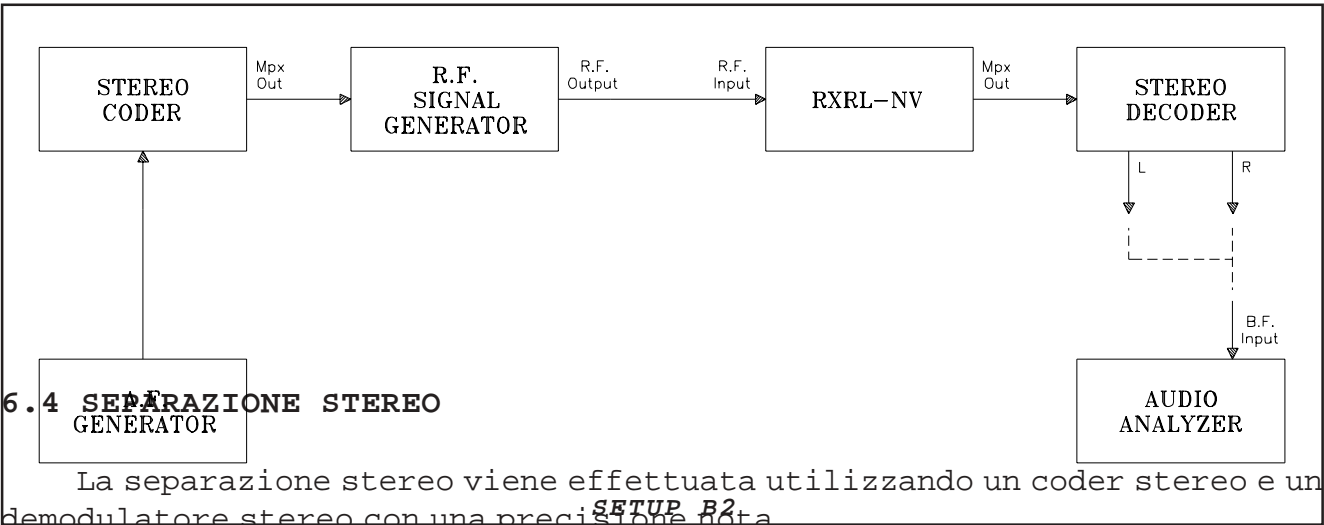 STEREO
CODER
Mpx
Out
R.F.
SIGNAL
GENERATOR
R.F.
Output
R.F.
Input
RXRL-NV
Mpx
Out
STEREO
DECODER
L
R
B.F.
Input
A.F.
GENERATOR
AUDIO
ANALYZER
6.4 SEPARAZIONE STEREO
La separazione stereo viene effettuata utilizzando un coder stereo e un
demodulatore stereo con una precisione nota
SETUP B2